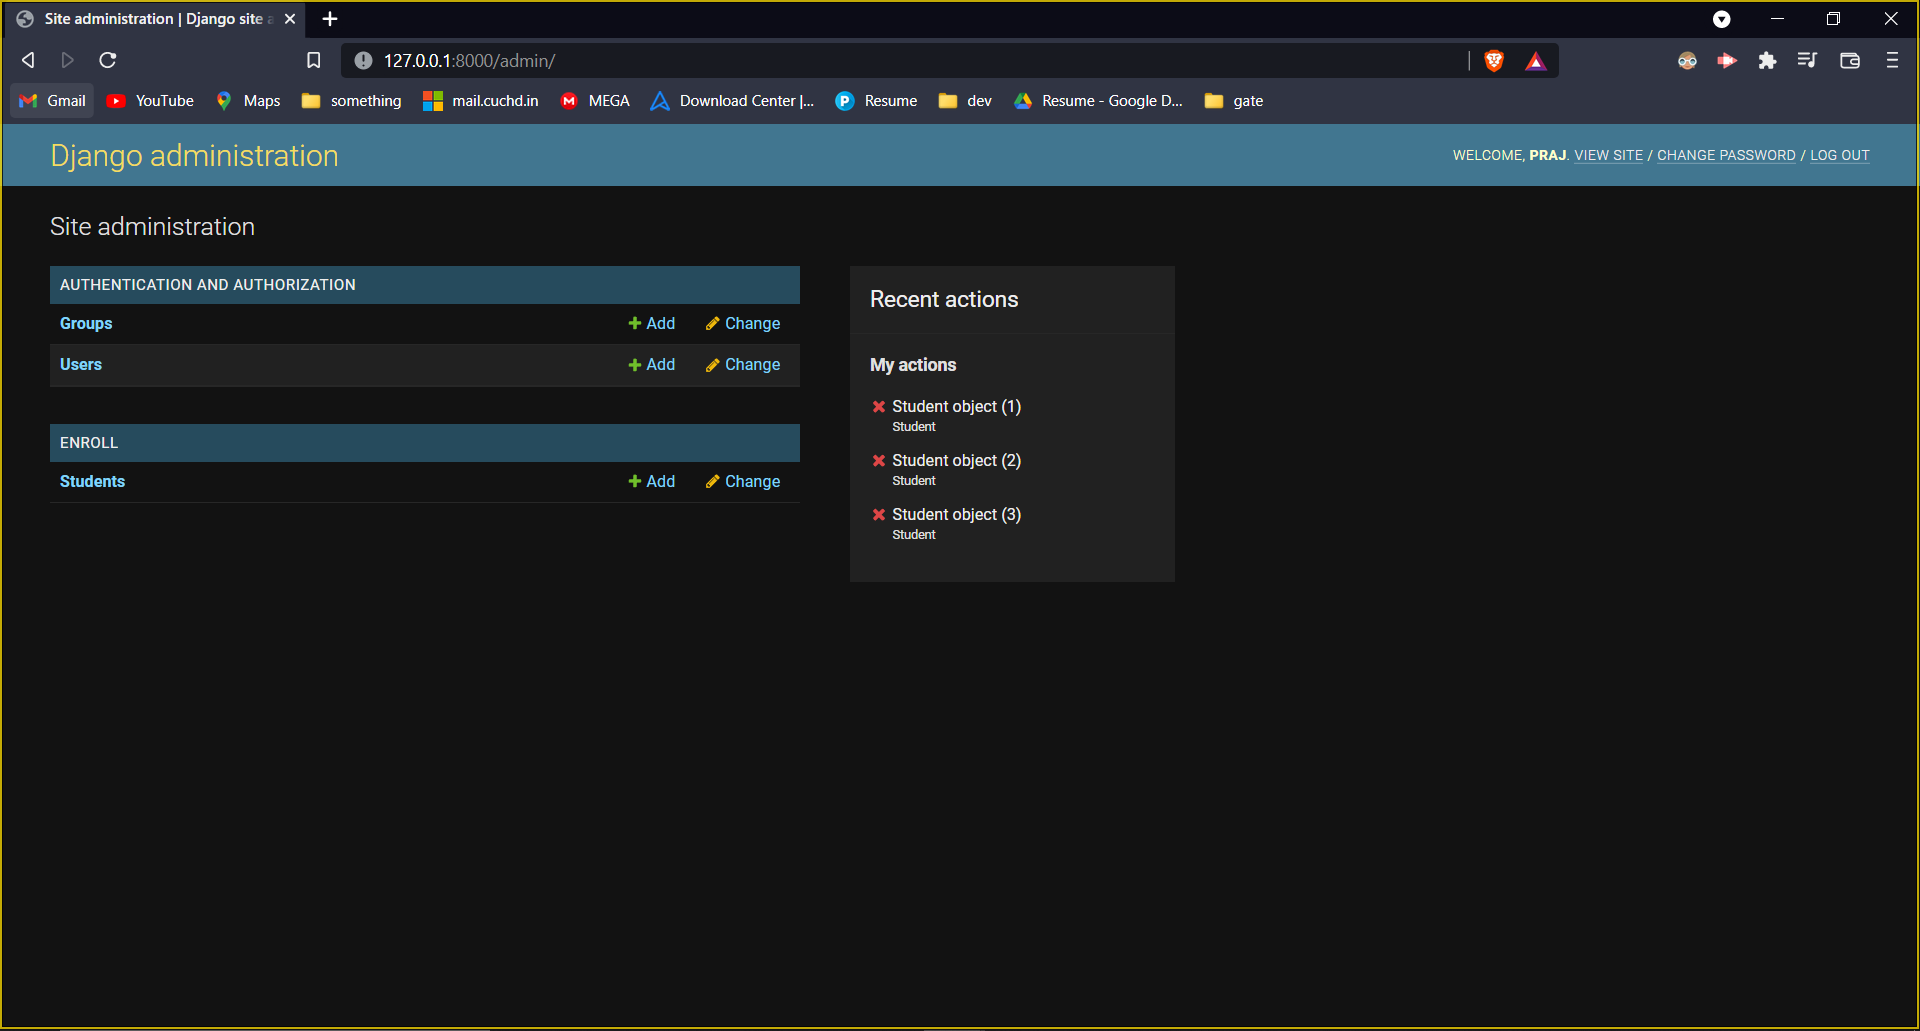 Site administration | Django site a
127.0.0.1:8000/admin/
Gmail YouTube Maps something mail.cuchd.in MEGA Download Center |... Resume dev Resume - Google D... gate
Django administration
WELCOME, PRAJ. VIEW SITE / CHANGE PASSWORD / LOG OUT
Site administration
AUTHENTICATION AND AUTHORIZATION
Groups Add Change
Users Add Change
ENROLL
Students Add Change
Recent actions
My actions
Student object (1)
Student
Student object (2)
Student
Student object (3)
Student